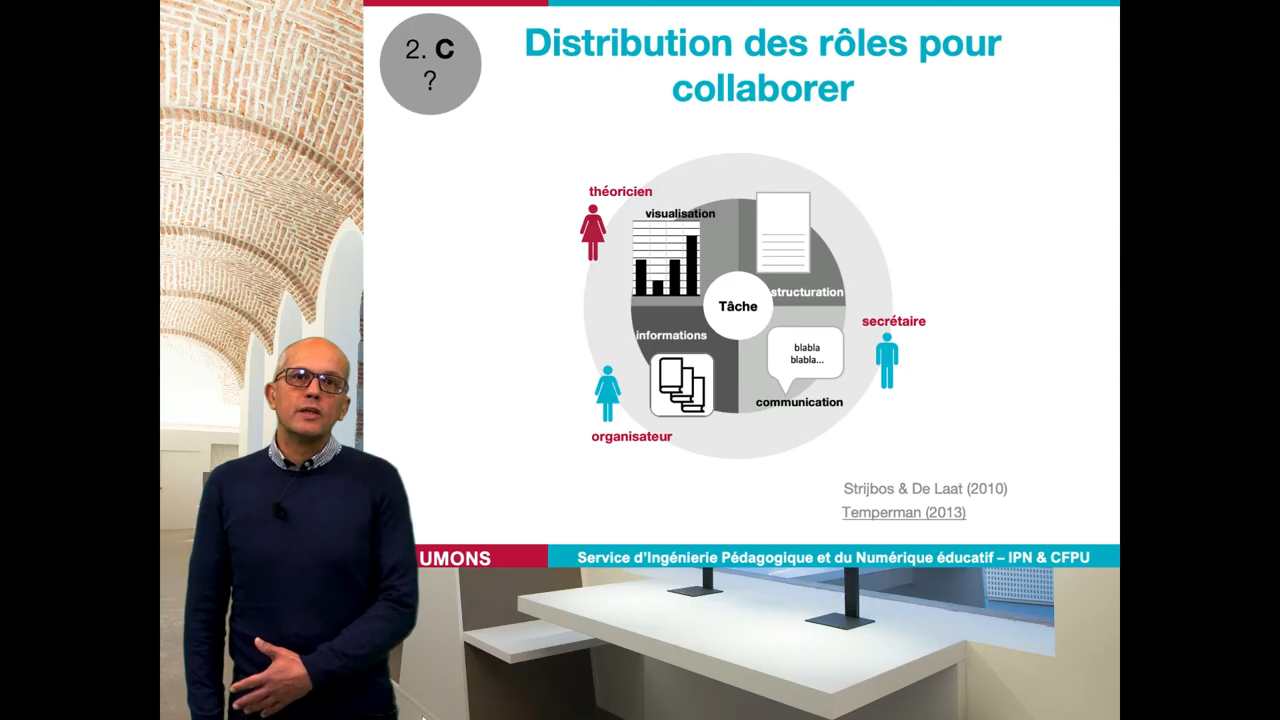 2. C
?
Distribution des rôles pour
collaborer
théoricien
visualisation
structuration
Tâche
informations
secrétaire
blabla
blabla...
communication
organisateur
Strijbos & De Laat (2010)
Temperman (2013)
UMONS
Service d'Ingénierie Pédagogique et du Numérique éducatif – IPN & CFPU